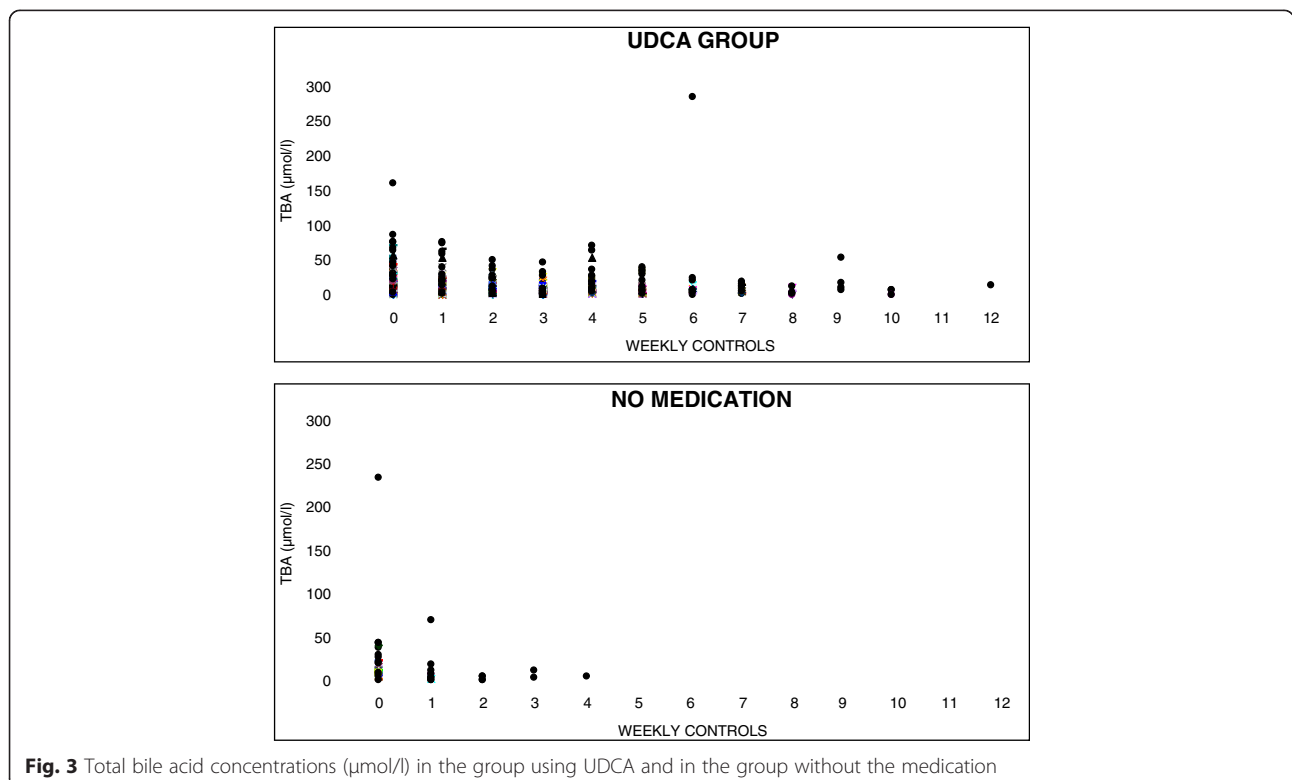 UDCA GROUP
300
250
200
150
100
50
0
TBA (µmol/l)
0 1 2 3 4 5 6 7 8 9 10 11 12
WEEKLY CONTROLS
NO MEDICATION
300
250
200
150
100
50
0
TBA (µmol/l)
0 1 2 3 4 5 6 7 8 9 10 11 12
WEEKLY CONTROLS
Fig. 3 Total bile acid concentrations (µmol/l) in the group using UDCA and in the group without the medication